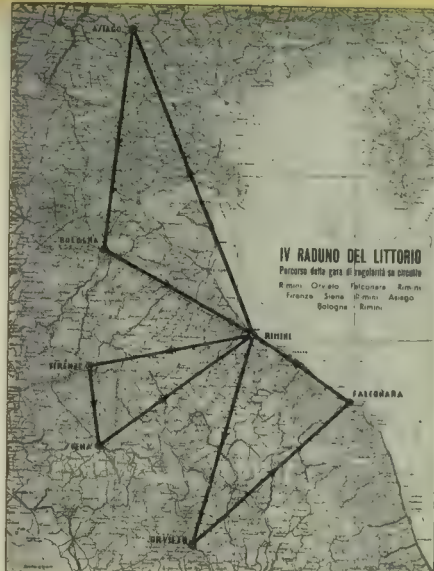 ASIAGO
BOLOGNA
IV RADUNO DEL LITTORIO
Percorso della gara di regolarità su circuito
Rimini Orvieto Falconara Rimini
Firenze Siena Rimini Asiago
Bologna - Rimini
RIMINI
FIRENZE
FALCONARA
SIENA
ORVIETO